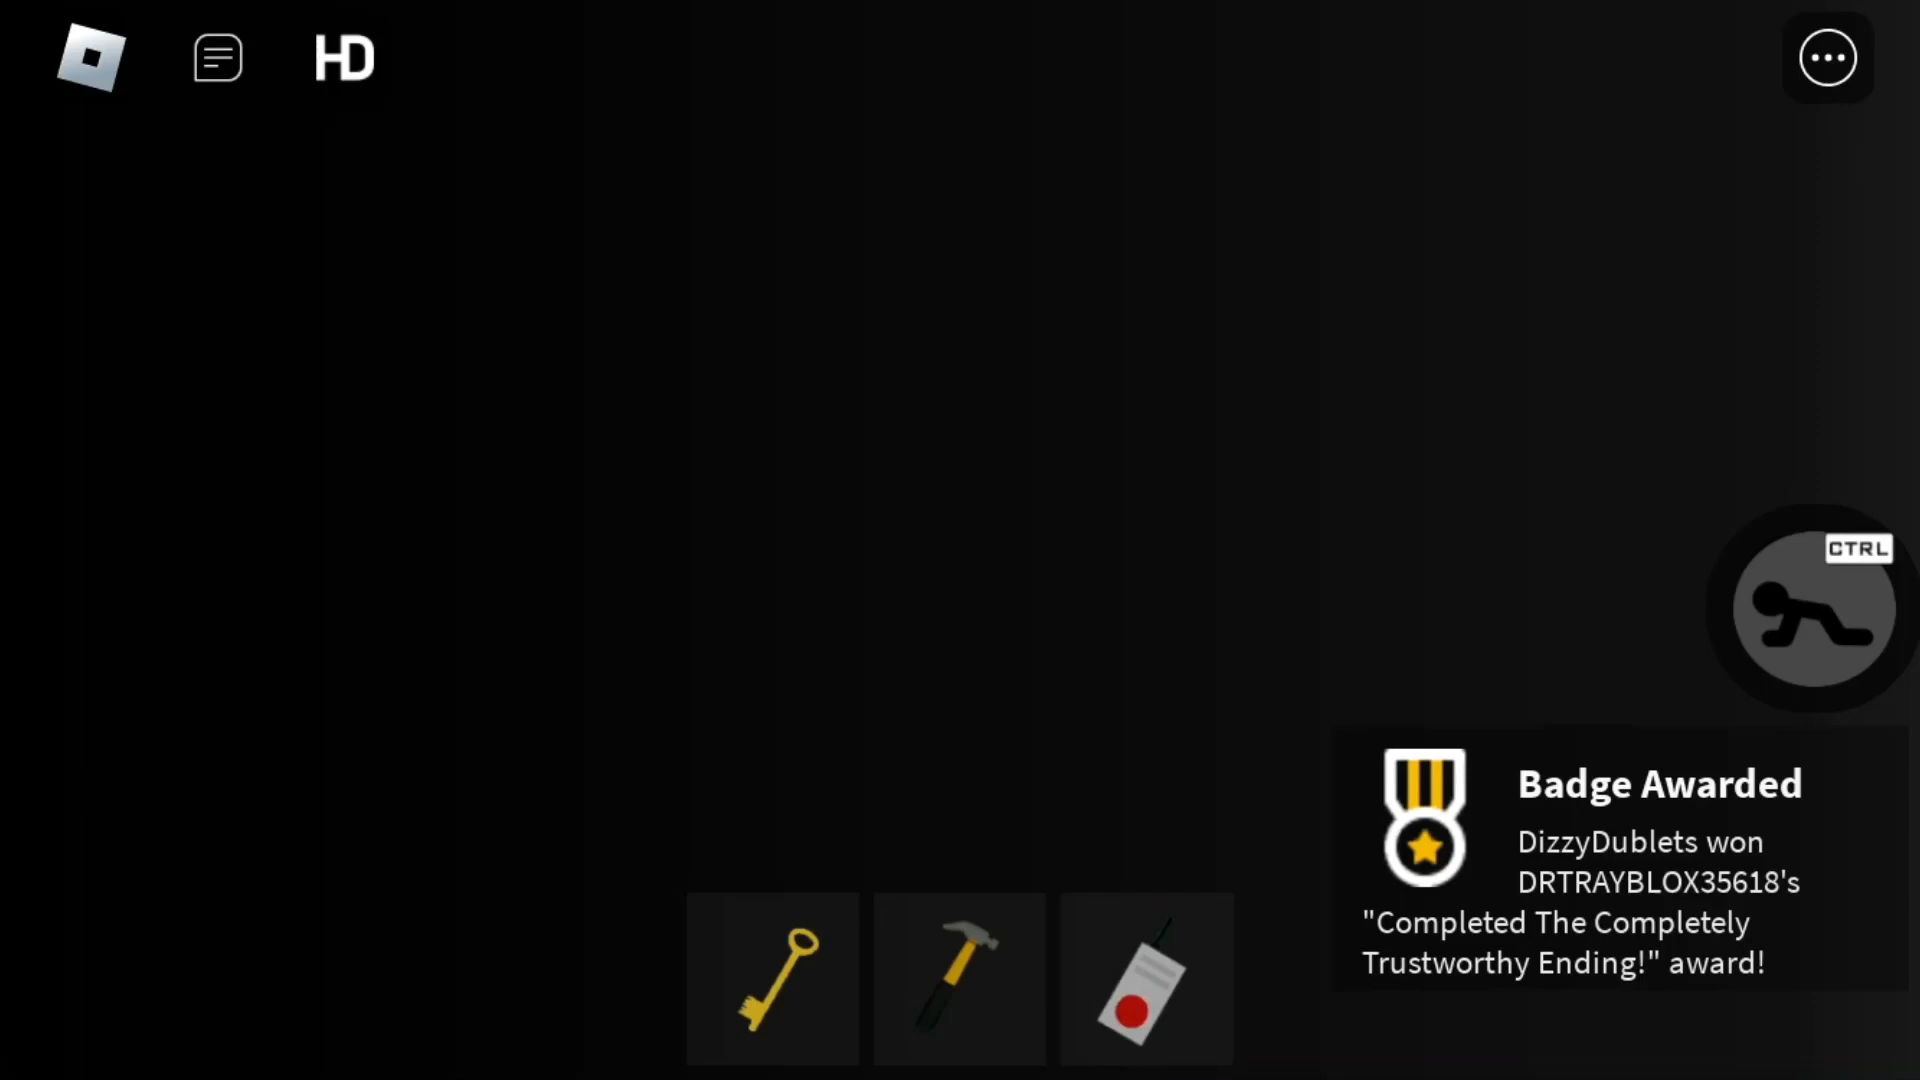 HD
CTRL
Badge Awarded
DizzyDublets won
DRTRAYBLOX35618's
"Completed The Completely
Trustworthy Ending!" award!